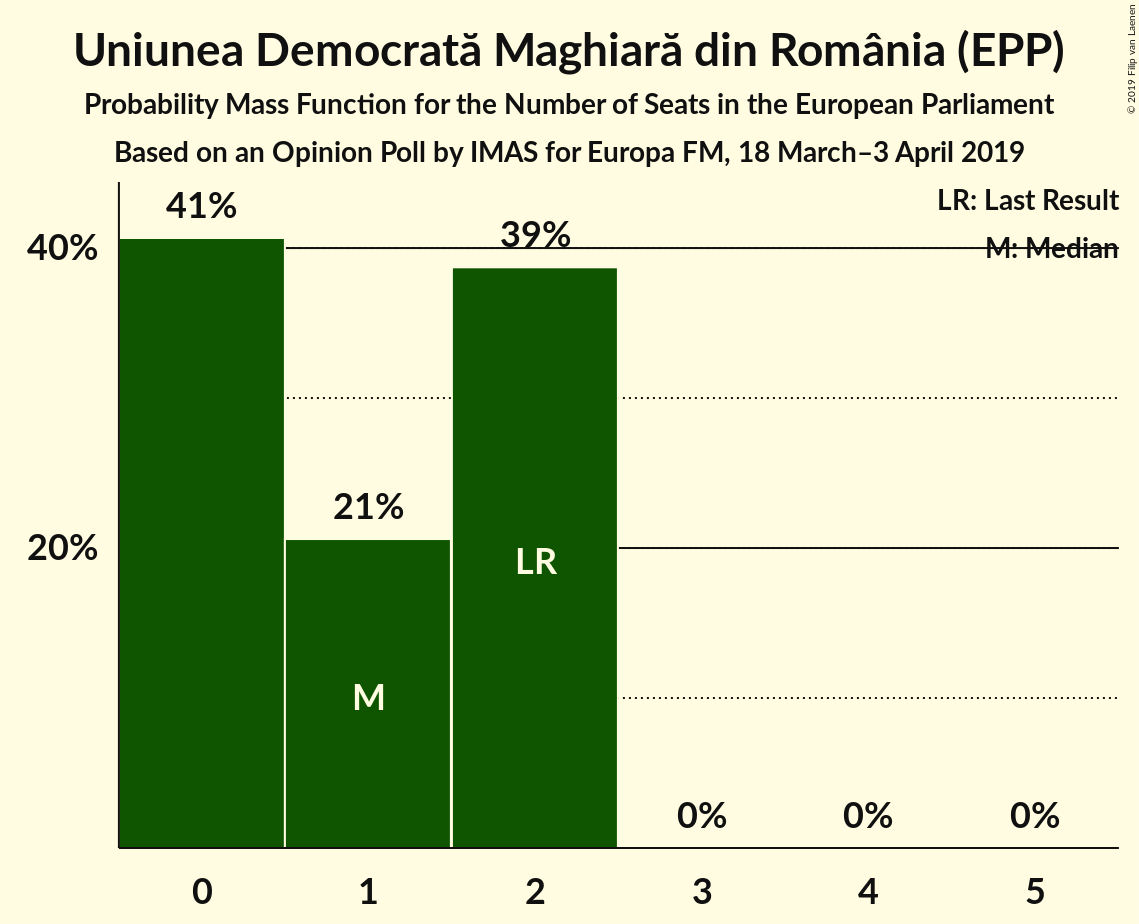 Uniunea Democrată Maghiară din România (EPP)
Probability Mass Function for the Number of Seats in the European Parliament
Based on an Opinion Poll by IMAS for Europa FM, 18 March–3 April 2019
© 2019 Filip van Laenen
LR: Last Result
M: Median
41%
39%
40%
21%
20%
LR
M
0%
0%
0%
0
1
2
3
4
5